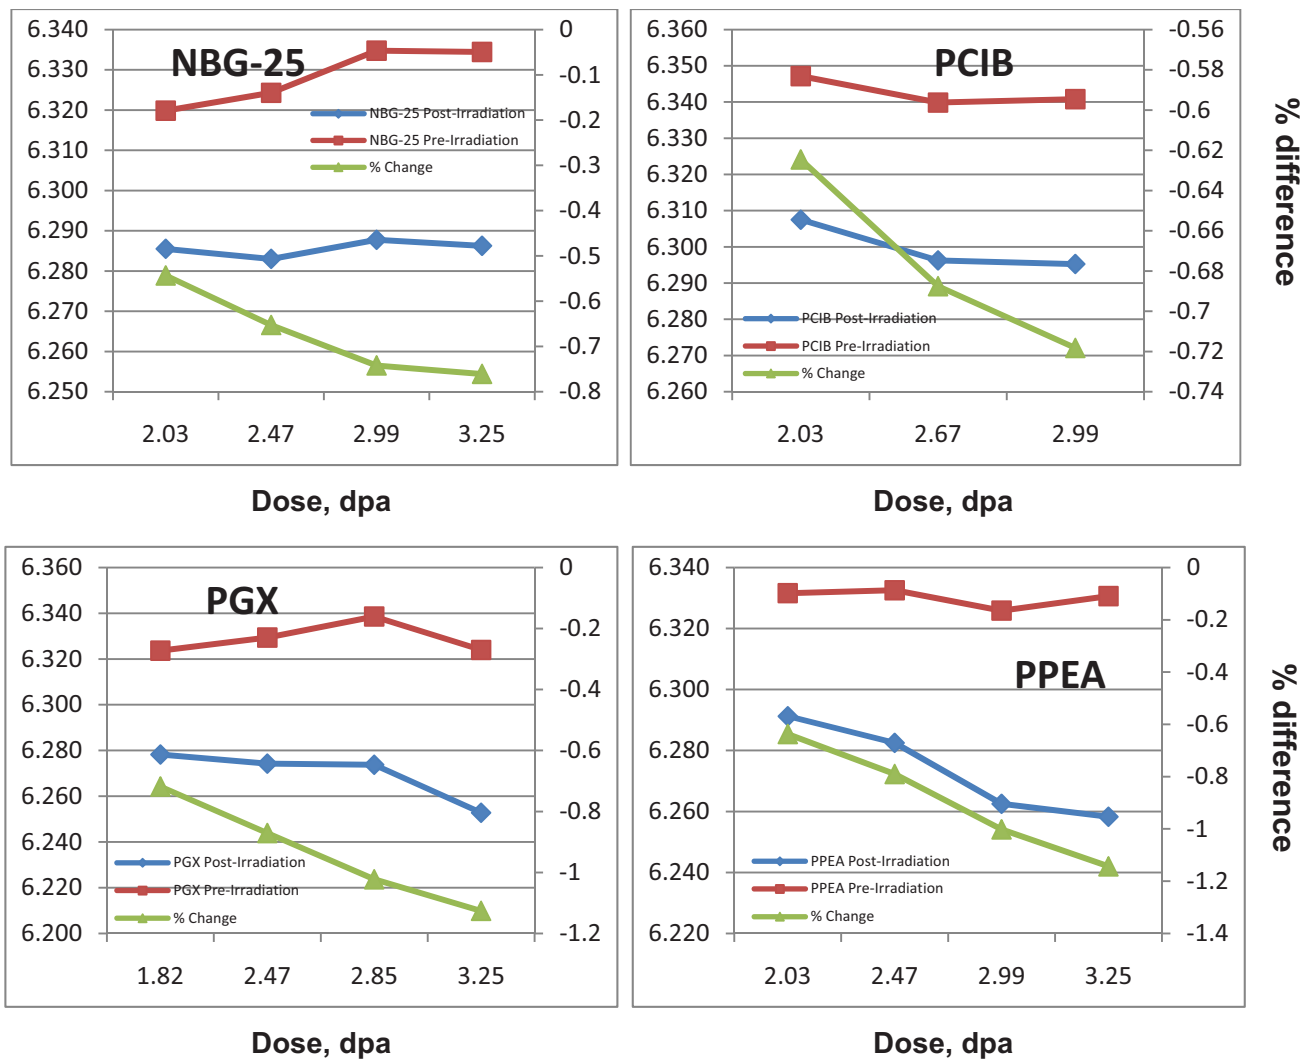 NBG-25
6.340
6.330
6.320
6.310
6.300
6.290
6.280
6.270
6.260
6.250
0
-0.1
-0.2
-0.3
-0.4
-0.5
-0.6
-0.7
-0.8
NBG-25 Post-Irradiation
NBG-25 Pre-Irradiation
% Change
2.03 2.47 2.99 3.25
Dose, dpa
PCIB
6.360
6.350
6.340
6.330
6.320
6.310
6.300
6.290
6.280
6.270
6.260
-0.56
-0.58
-0.6
-0.62
-0.64
-0.66
-0.68
-0.7
-0.72
-0.74
% difference
PCIB Post-Irradiation
PCIB Pre-Irradiation
% Change
2.03 2.67 2.99
Dose, dpa
PGX
6.360
6.340
6.320
6.300
6.280
6.260
6.240
6.220
6.200
0
-0.2
-0.4
-0.6
-0.8
-1
-1.2
PGX Post-Irradiation
PGX Pre-Irradiation
% Change
1.82 2.47 2.85 3.25
Dose, dpa
PPEA
6.340
6.320
6.300
6.280
6.260
6.240
6.220
0
-0.2
-0.4
-0.6
-0.8
-1
-1.2
-1.4
% difference
PPEA Post-Irradiation
PPEA Pre-Irradiation
% Change
2.03 2.47 2.99 3.25
Dose, dpa